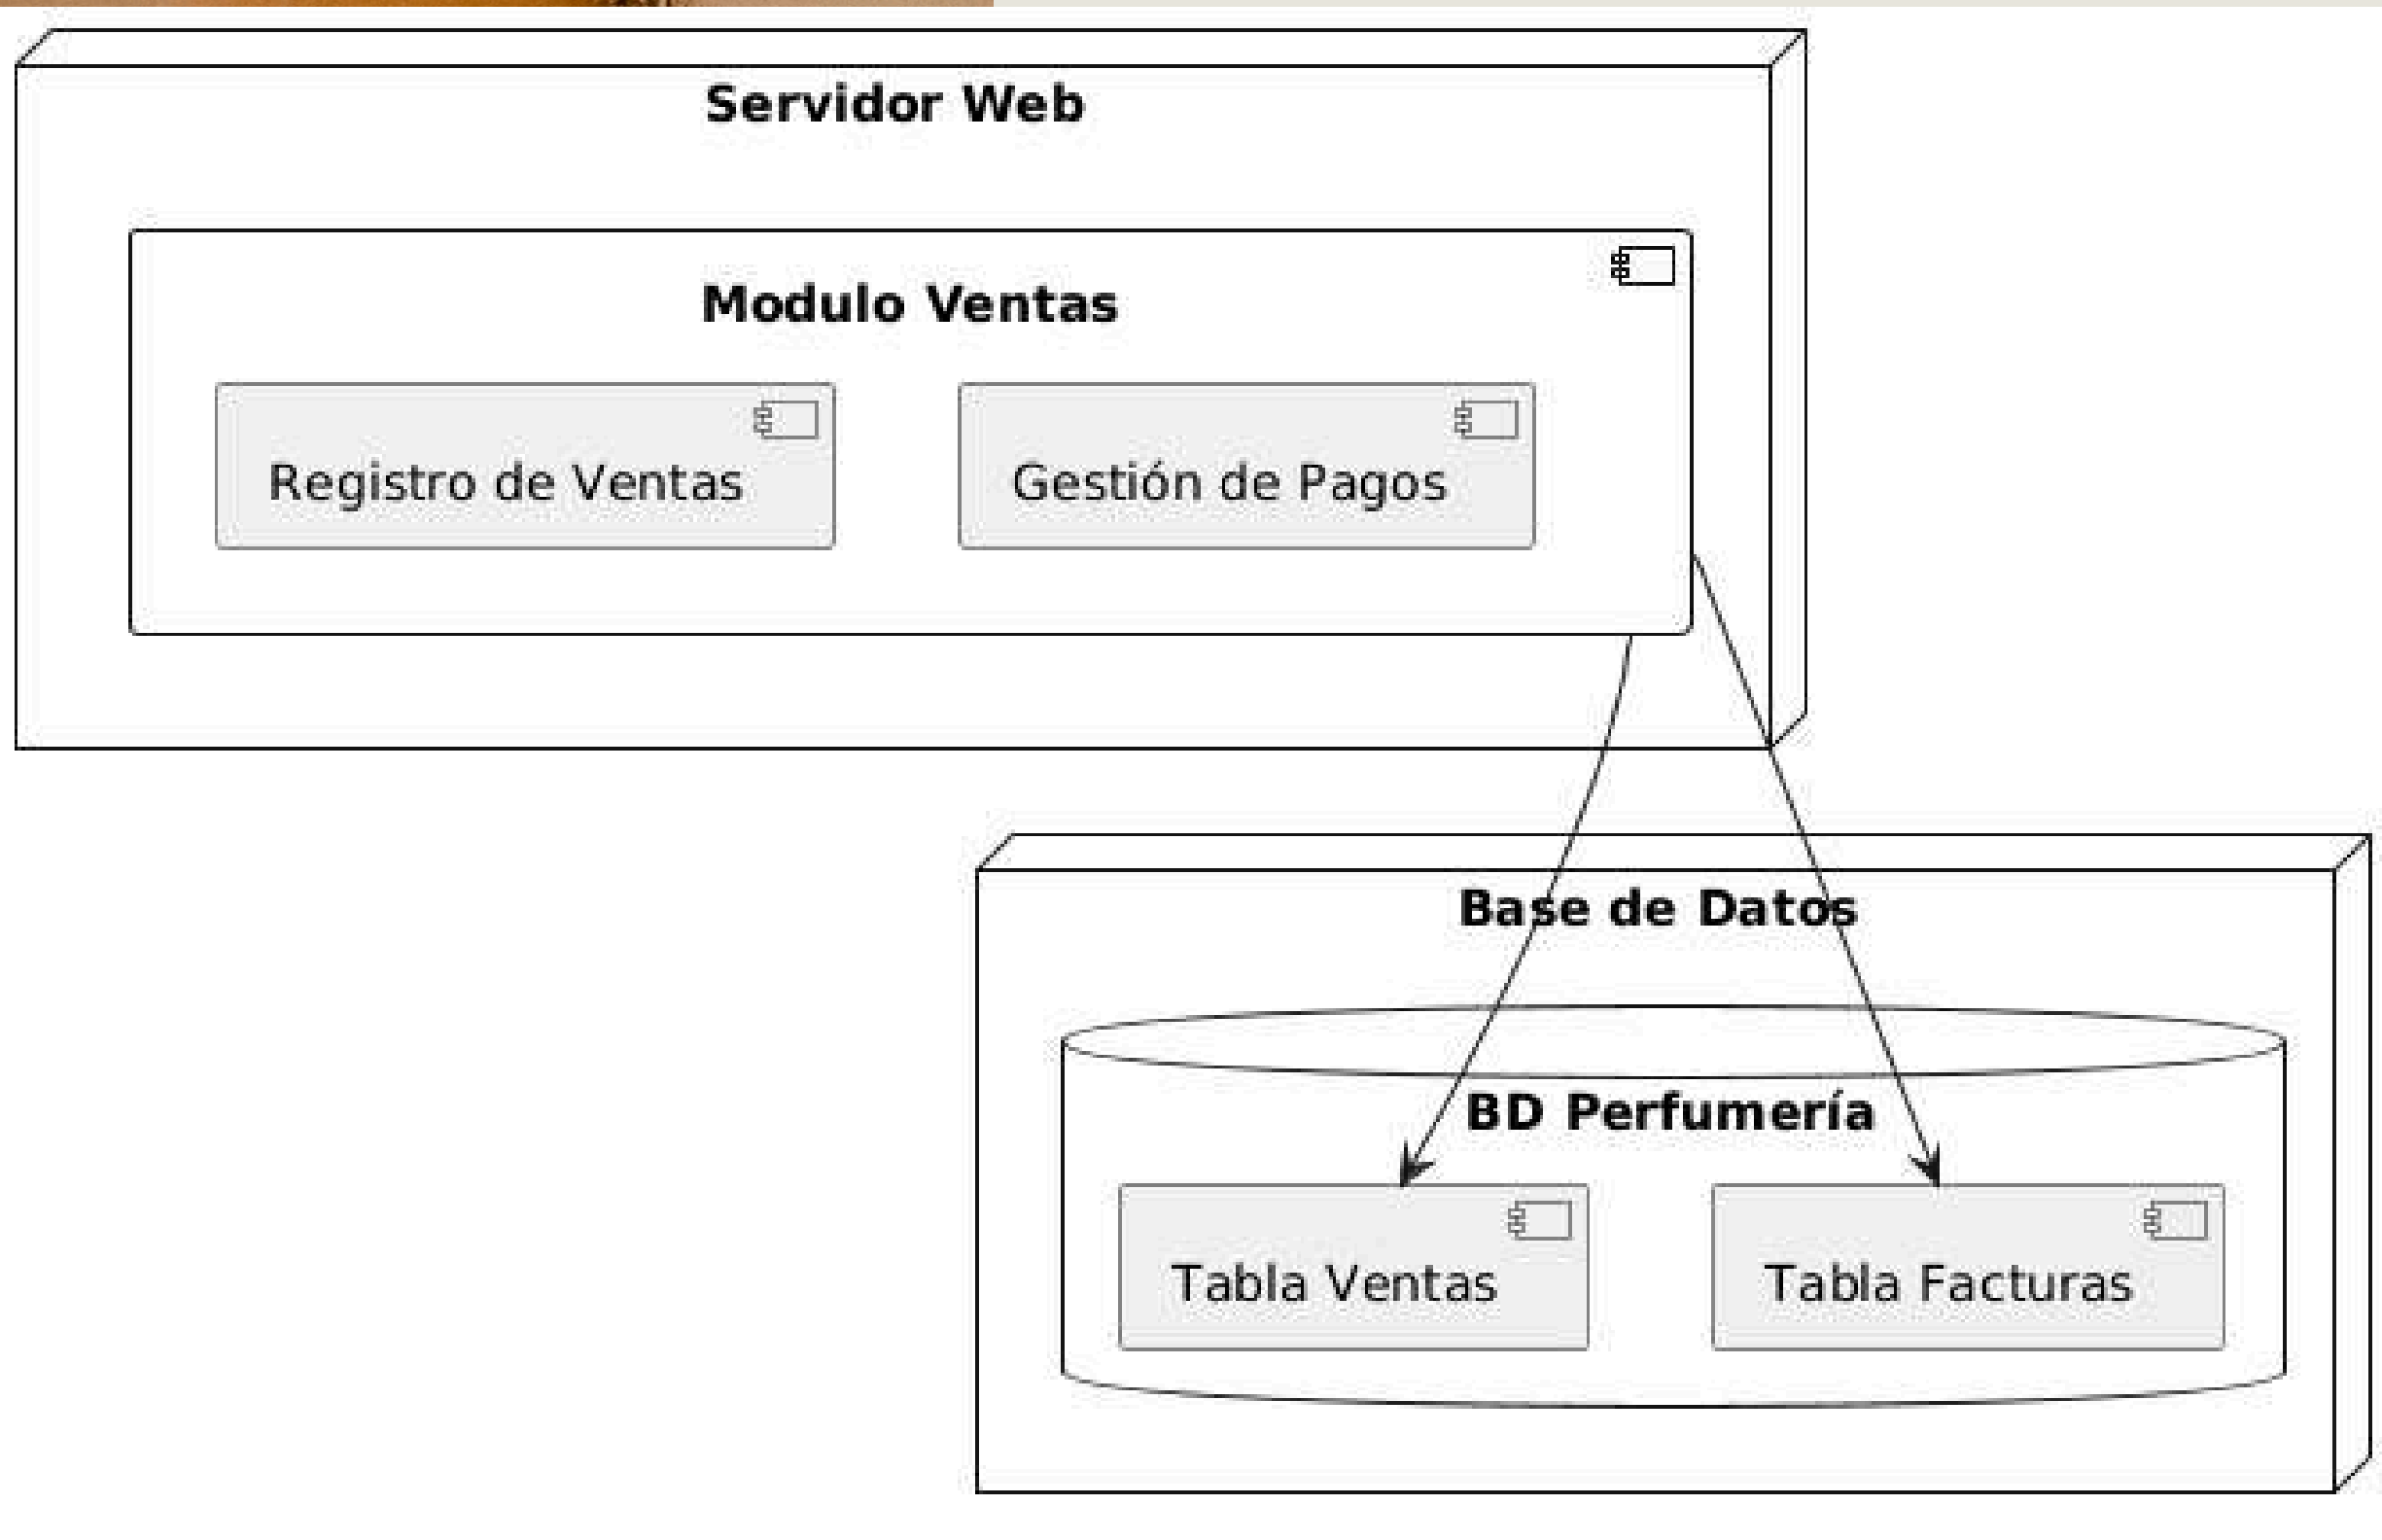 Servidor Web
Modulo Ventas
Registro de Ventas
Gestión de Pagos
Base de Datos
BD Perfumería
Tabla Ventas
Tabla Facturas